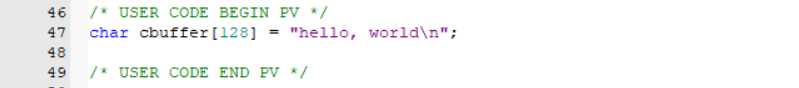 46 /* USER CODE BEGIN PV */
47 char cbuffer[128] = "hello, world\n";
48
49 /* USER CODE END PV */